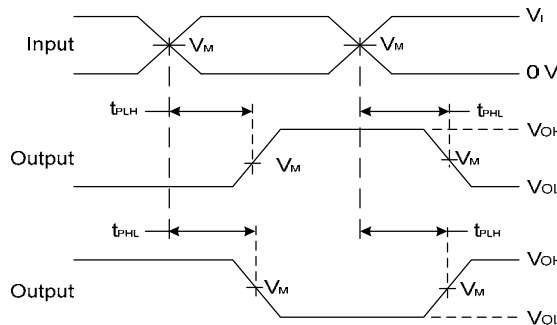 Input
VM
VM
VI
0 V
tPLH
tPHL
Output
VM
VM
VOH
VOL
tPHL
tPLH
Output
VM
VM
VOH
VOL